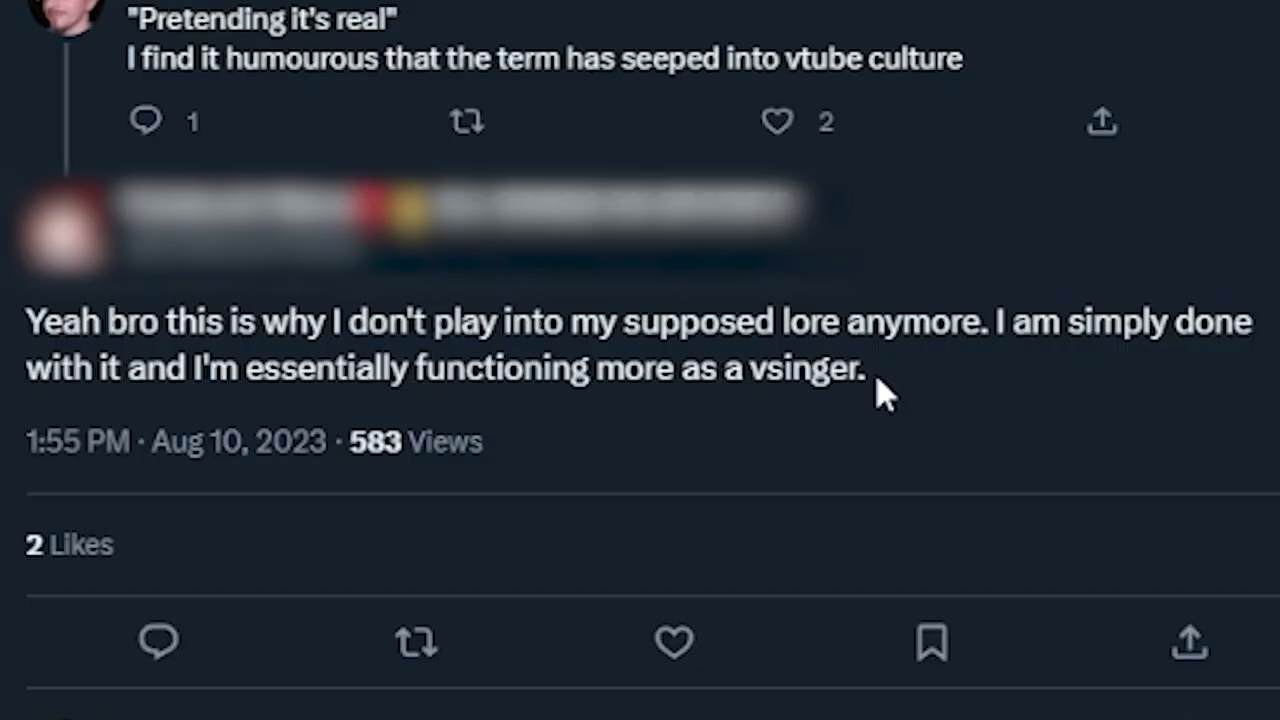 "Pretending it's real"
I find it humourous that the term has seeped into vtube culture
1
2
Yeah bro this is why I don't play into my supposed lore anymore. I am simply done
with it and I'm essentially functioning more as a vsinger.
1:55 PM · Aug 10, 2023 · 583 Views
2 Likes